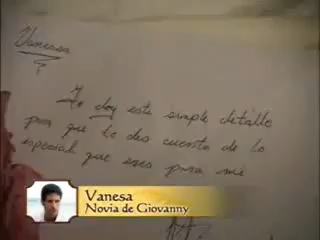 Vanessa
Te doy este simple detalle
para que te des cuenta de lo
especial que eres para mi
Vanesa
Novia de Giovanny